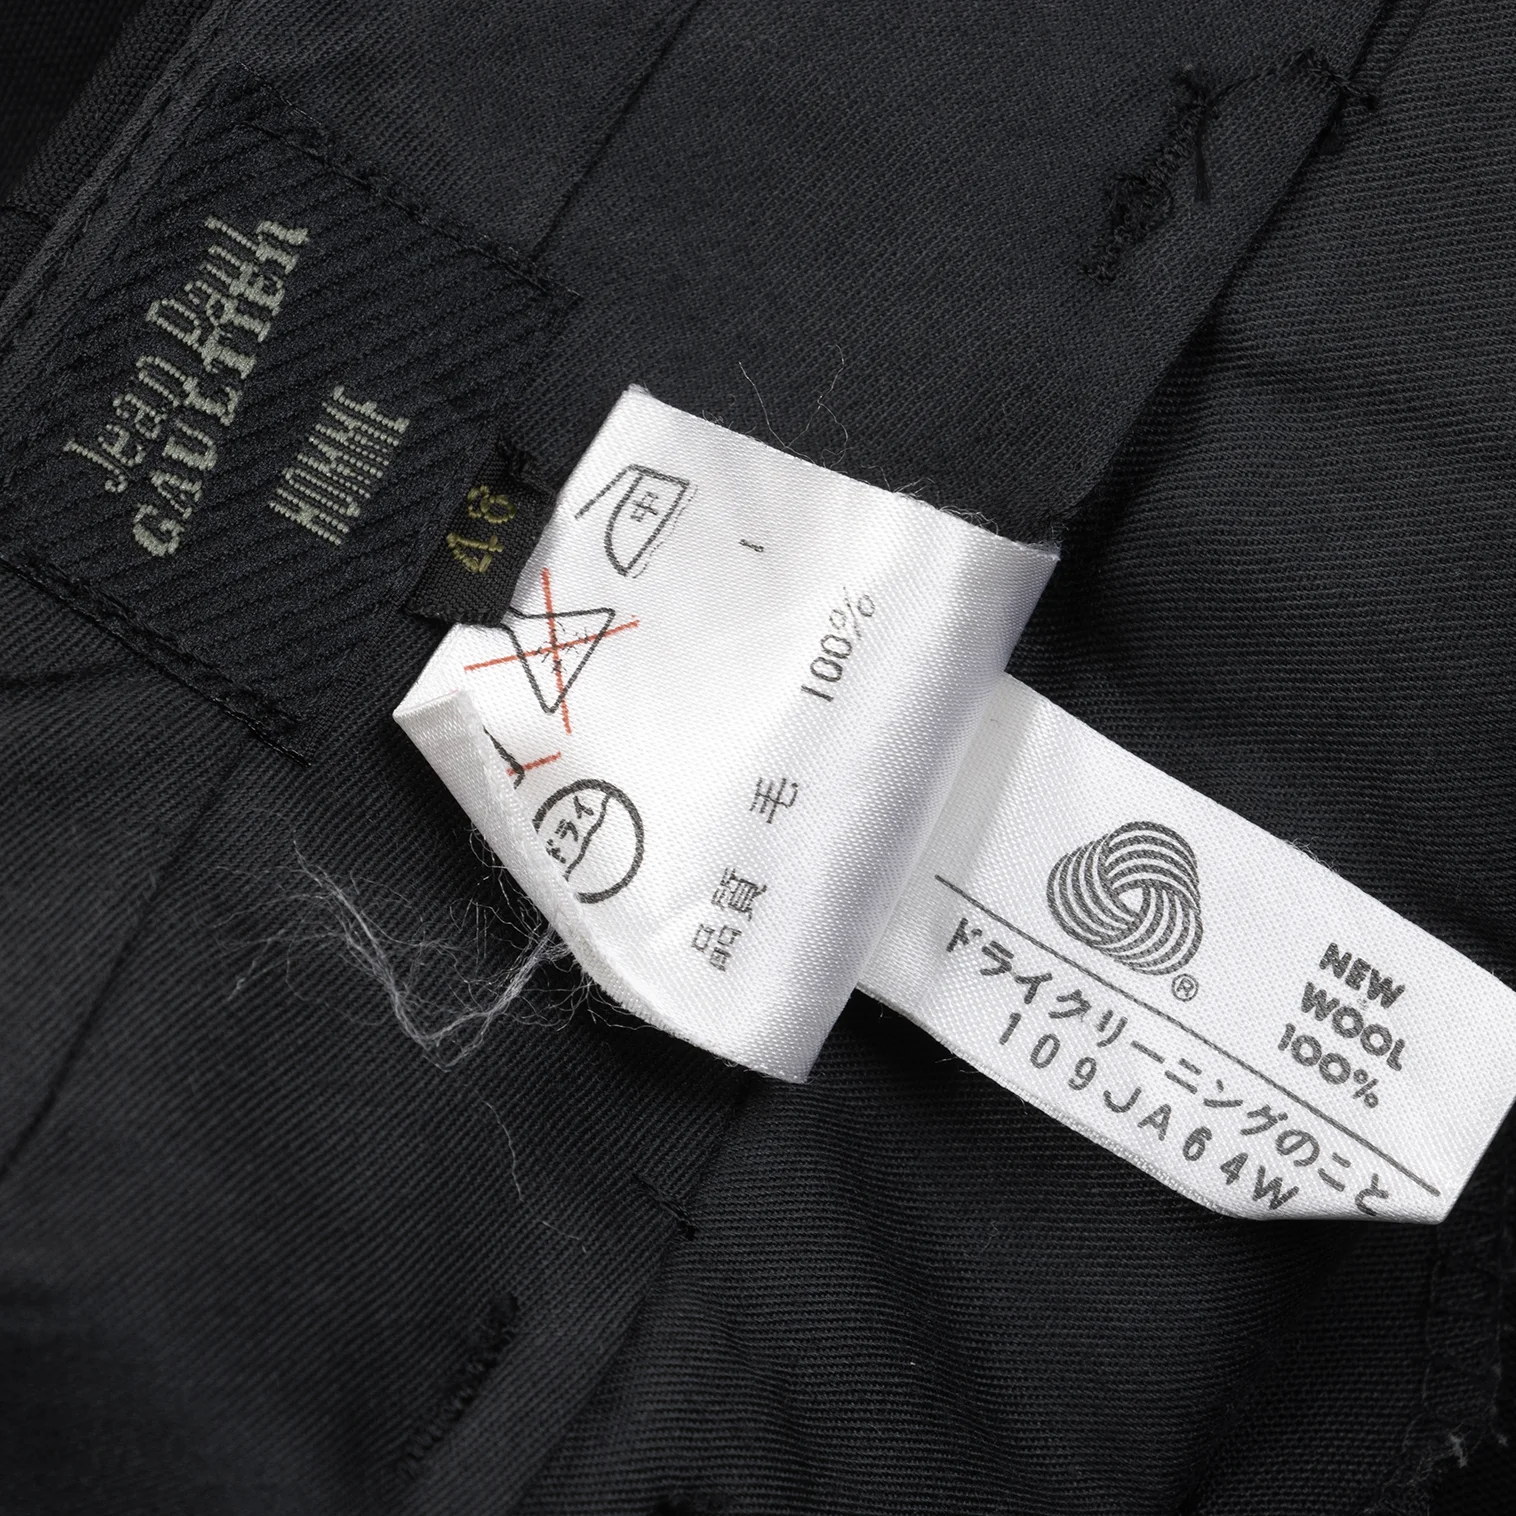 Jean Paul
GAULTIER
HOMME
48
中
ドライ
品質 毛 100%
NEW
WOOL
100%
ドライクリーニングのこと
109JA64W